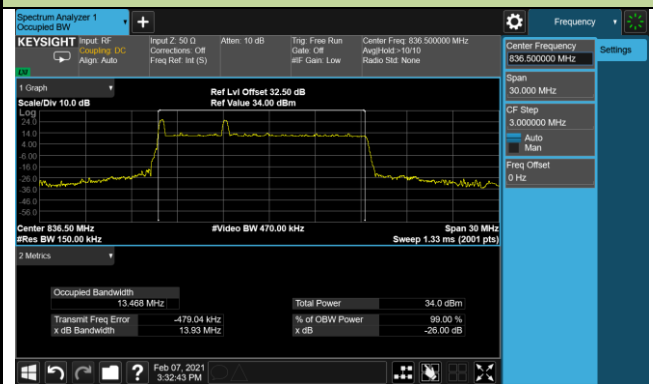 Spectrum Analyzer 1
Occupied BW
+
Frequency
KEYSIGHT
Input: RF
Coupling: DC
Align: Auto
Input Z: 50 Ω
Corrections: Off
Freq Ref: Int (S)
Atten: 10 dB
Trig: Free Run
Gate: Off
#IF Gain: Low
Center Freq: 836.500000 MHz
Avg|Hold:>10/10
Radio Std: None
Center Frequency
836.500000 MHz
Settings
Span
30.000 MHz
CF Step
3.000000 MHz
Auto
Man
Freq Offset
0 Hz
1 Graph
Scale/Div 10.0 dB
Ref Lvl Offset 32.50 dB
Ref Value 34.00 dBm
Log
24.0
14.0
4.00
-6.00
-16.0
-26.0
-36.0
-46.0
-56.0
Center 836.50 MHz
#Video BW 470.00 kHz
Span 30 MHz
#Res BW 150.00 kHz
Sweep 1.33 ms (2001 pts)
2 Metrics
Occupied Bandwidth
13.468 MHz
Total Power 34.0 dBm
Transmit Freq Error -479.04 kHz
% of OBW Power 99.00 %
x dB Bandwidth 13.93 MHz
x dB -26.00 dB
?
Feb 07, 2021
3:32:43 PM